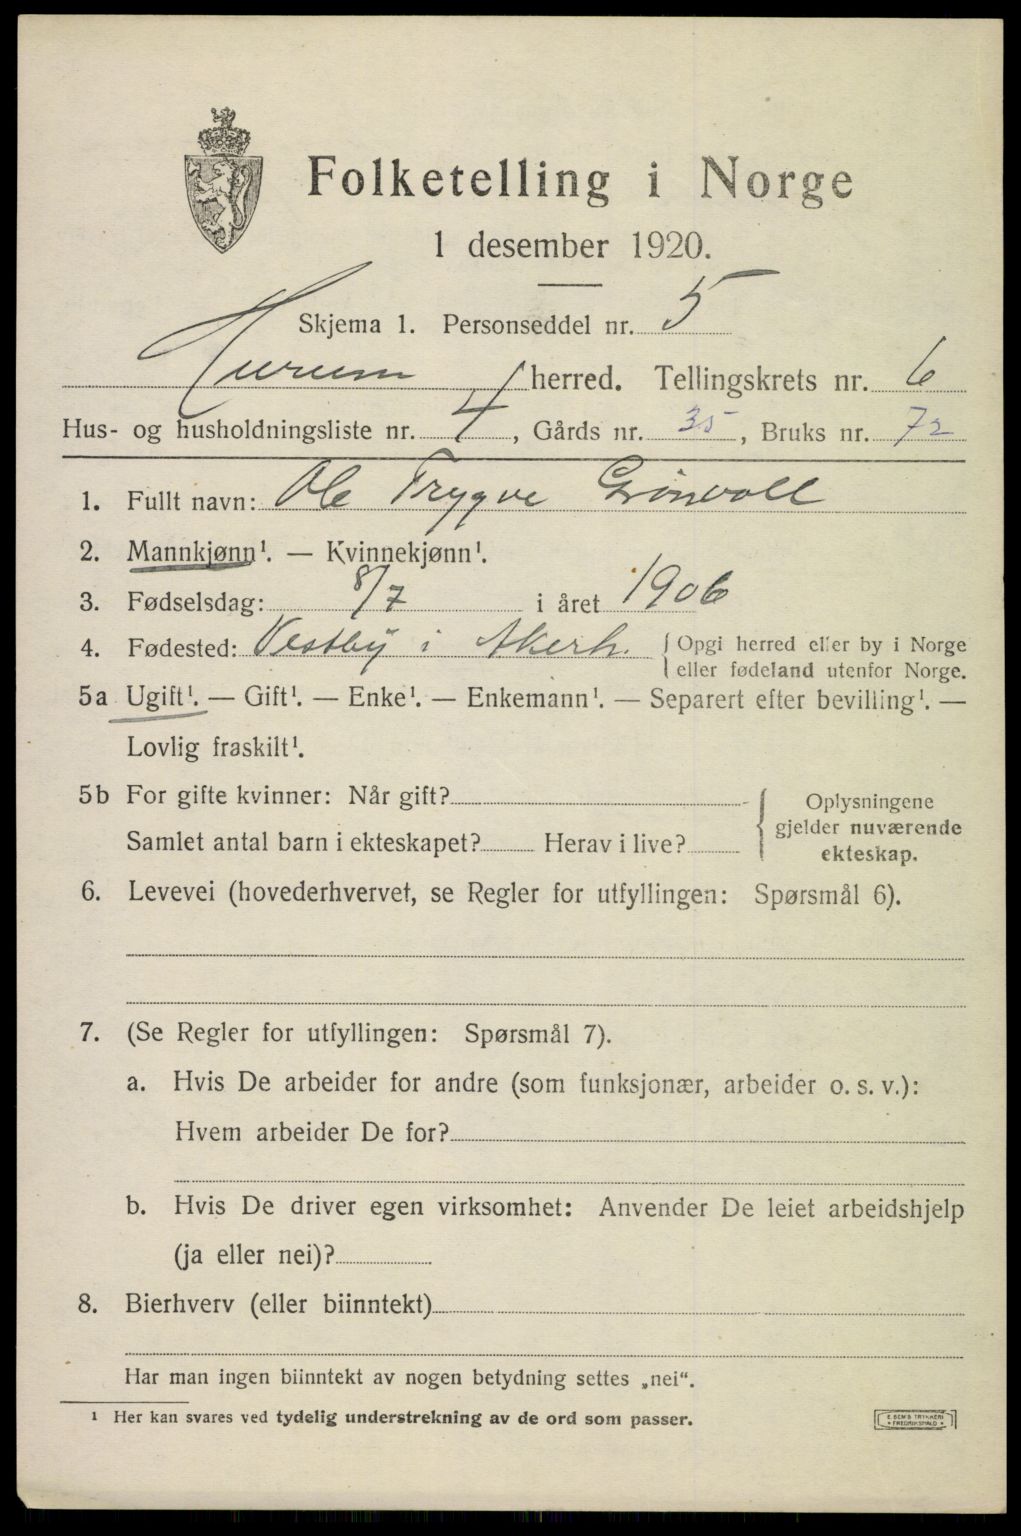 Folketelling i Norge
1 desember 1920.
Skjema 1. Personseddel nr. 5
Hurum herred. Tellingskrets nr. 6
Hus- og husholdningsliste nr. 4, Gårds nr. 35, Bruks nr. 72
1. Fullt navn: Ole Trygve Grönvoll
2. Mannkjønn¹. — Kvinnekjønn¹.
3. Fødselsdag: 8/7 i året 1906
4. Fødested: Vestby i Akerh. { Opgi herred eller by i Norge
eller fødeland utenfor Norge.
5a Ugift¹. — Gift¹. — Enke¹. — Enkemann¹. — Separert efter bevilling¹. —
Lovlig fraskilt¹.
5b For gifte kvinner: Når gift?
Samlet antal barn i ekteskapet? Herav i live?
Oplysningene
gjelder nuværende
ekteskap.
6. Levevei (hovederhvervet, se Regler for utfyllingen: Spørsmål 6).
7. (Se Regler for utfyllingen: Spørsmål 7).
a. Hvis De arbeider for andre (som funksjonær, arbeider o. s. v.):
Hvem arbeider De for?
b. Hvis De driver egen virksomhet: Anvender De leiet arbeidshjelp
(ja eller nei)?
8. Bierhverv (eller biinntekt)
Har man ingen biinntekt av nogen betydning settes „nei“.
¹ Her kan svares ved tydelig understrekning av de ord som passer.
E SEM'S TRYKKERI
• FREDRIKSHALD •